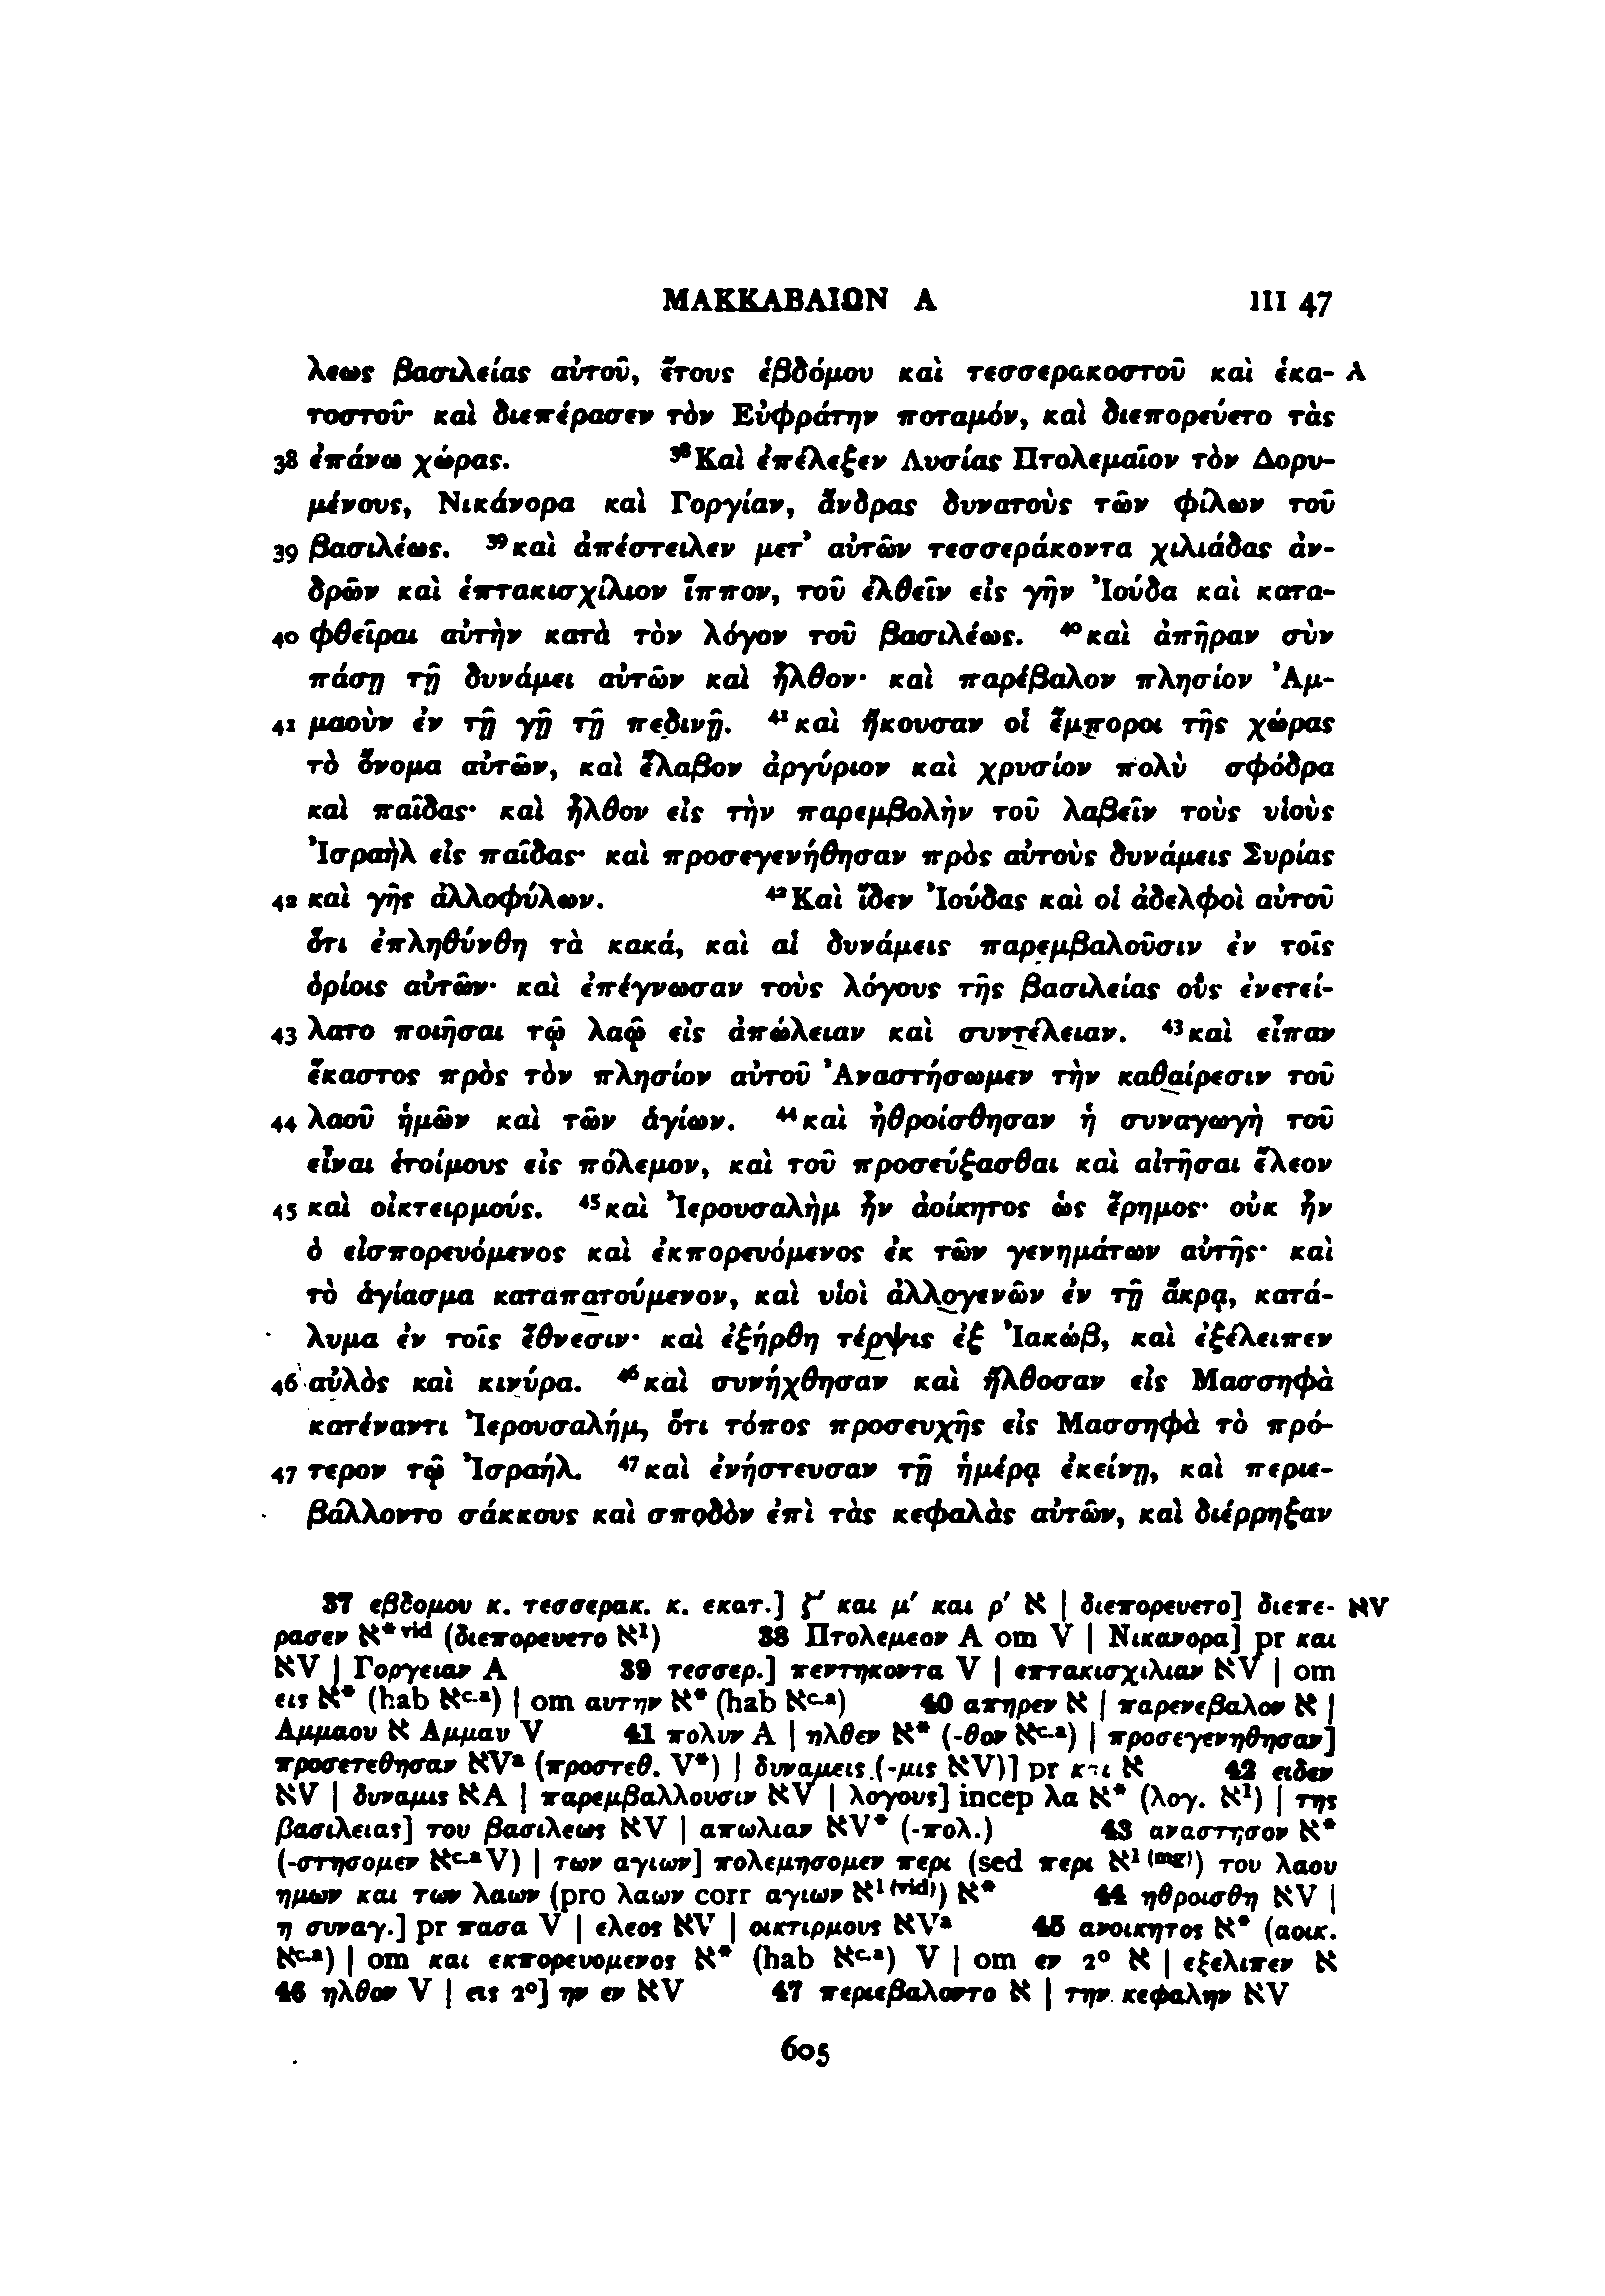 ΜΑΚΚΑΒΑΙΩΝ Α III 47
λεως βασιλείας αὐτοῦ, ἔτους ἑβδόμου καὶ τεσσερακοστοῦ καὶ ἑκα- A
τοστοῦ· καὶ διεπέρασεν τὸν Εὐφράτην ποταμόν, καὶ διεπορεύετο τὰς
38 ἐπάνω χώρας. ³⁸Καὶ ἐπέλεξεν Λυσίας Πτολεμαῖον τὸν Δορυ-
μένους, Νικάνορα καὶ Γοργίαν, ἄνδρας δυνατοὺς τῶν φίλων τοῦ
39 βασιλέως. ³⁹καὶ ἀπέστειλεν μετ’ αὐτῶν τεσσεράκοντα χιλιάδας ἀν-
δρῶν καὶ ἑπτακισχίλιον ἵππον, τοῦ ἐλθεῖν εἰς γῆν Ἰούδα καὶ κατα-
40 φθεῖραι αὐτὴν κατὰ τὸν λόγον τοῦ βασιλέως. ⁴⁰καὶ ἀπῆραν σὺν
πάσῃ τῇ δυνάμει αὐτῶν καὶ ἦλθον· καὶ παρέβαλον πλησίον Ἀμ-
41 μαοὺν ἐν τῇ γῇ τῇ πεδινῇ. ⁴¹καὶ ἤκουσαν οἱ ἔμποροι τῆς χώρας
τὸ ὄνομα αὐτῶν, καὶ ἔλαβον ἀργύριον καὶ χρυσίον πολὺ σφόδρα
καὶ παῖδας· καὶ ἦλθον εἰς τὴν παρεμβολὴν τοῦ λαβεῖν τοὺς υἱοὺς
Ἰσραὴλ εἰς παῖδας· καὶ προσεγενήθησαν πρὸς αὐτοὺς δυνάμεις Συρίας
42 καὶ γῆς ἀλλοφύλων. ⁴²Καὶ ἴδεν Ἰούδας καὶ οἱ ἀδελφοὶ αὐτοῦ
ὅτι ἐπληθύνθη τὰ κακά, καὶ αἱ δυνάμεις παρεμβαλοῦσιν ἐν τοῖς
ὁρίοις αὐτῶν· καὶ ἐπέγνωσαν τοὺς λόγους τῆς βασιλείας οὓς ἐνετεί-
43 λατο ποιῆσαι τῷ λαῷ εἰς ἀπώλειαν καὶ συντέλειαν. ⁴³καὶ εἶπαν
ἕκαστος πρὸς τὸν πλησίον αὐτοῦ Ἀναστήσωμεν τὴν καθαίρεσιν τοῦ
44 λαοῦ ἡμῶν καὶ τῶν ἁγίων. ⁴⁴καὶ ἠθροίσθησαν ἡ συναγωγὴ τοῦ
εἶναι ἑτοίμους εἰς πόλεμον, καὶ τοῦ προσεύξασθαι καὶ αἰτῆσαι ἔλεον
45 καὶ οἰκτειρμούς. ⁴⁵καὶ Ἰερουσαλὴμ ἦν ἀοίκητος ὡς ἔρημος· οὐκ ἦν
ὁ εἰσπορευόμενος καὶ ἐκπορευόμενος ἐκ τῶν γενημάτων αὐτῆς· καὶ
τὸ ἁγίασμα καταπατούμενον, καὶ υἱοὶ ἀλλογενῶν ἐν τῇ ἄκρᾳ, κατά-
λυμα ἐν τοῖς ἔθνεσιν· καὶ ἐξήρθη τέρψις ἐξ Ἰακώβ, καὶ ἐξέλειπεν
46 αὐλὸς καὶ κινύρα. ⁴⁶καὶ συνήχθησαν καὶ ἤλθοσαν εἰς Μασσηφὰ
κατέναντι Ἰερουσαλήμ, ὅτι τόπος προσευχῆς εἰς Μασσηφὰ τὸ πρό-
47 τερον τῷ Ἰσραήλ. ⁴⁷καὶ ἐνήστευσαν τῇ ἡμέρᾳ ἐκείνῃ, καὶ περιε-
βάλλοντο σάκκους καὶ σποδὸν ἐπὶ τὰς κεφαλὰς αὐτῶν, καὶ διέρρηξαν
37 εβδομου κ. τεσσερακ. κ. εκατ.] ζ′ και μ′ και ρ′ א | διεπορευετο] διεπε- אV
ρασεν א* vid (διεπορευετο א¹) 38 Πτολεμεον A om V | Νικανορα] pr και
אV | Γοργειαν A 39 τεσσερ.] πεντηκοντα V | επτακισχιλιαν אV | om
εις א* (hab אc.a) | om αυτην א* (hab אc.a) 40 απηρεν א | παρενεβαλον א |
Αμμαου א Αμμαυ V 41 πολυν A | ηλθεν א* (-θον אc.a) | προσεγενηθησαν]
προσετεθησαν אVa (προστεθ. V*) | δυναμεις (-μις אV)] pr και א 42 ειδεν
אV | δυναμις אA | παρεμβαλλουσιν אV | λογους] incep λα א* (λογ. א¹) | της
βασιλειας] του βασιλεως אV | απωλιαν אV* (-πολ.) 43 αναστησον א*
(-στησομεν אc.a V) | των αγιων] πολεμησομεν περι (sed περι א¹ (mg)) του λαου
ημων και των λαων (pro λαων corr αγιων א¹ (vid)) א* 44 ηθροισθη אV |
η συναγ.] pr πασα V | ελεος אV | οικτιρμους אVa 45 ανοικητος א* (αοικ.
אc.a) | om και εκπορευομενος א* (hab אc.a) V | om εν 2° א | εξελιπεν א
46 ηλθον V | εις 2°] ην εν אV 47 περιεβαλοντο א | την κεφαλην אV
605